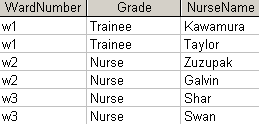 WardNumber Grade NurseName
w1 Trainee Kawamura
w1 Trainee Taylor
w2 Nurse Zuzupak
w2 Nurse Galvin
w3 Nurse Shar
w3 Nurse Swan